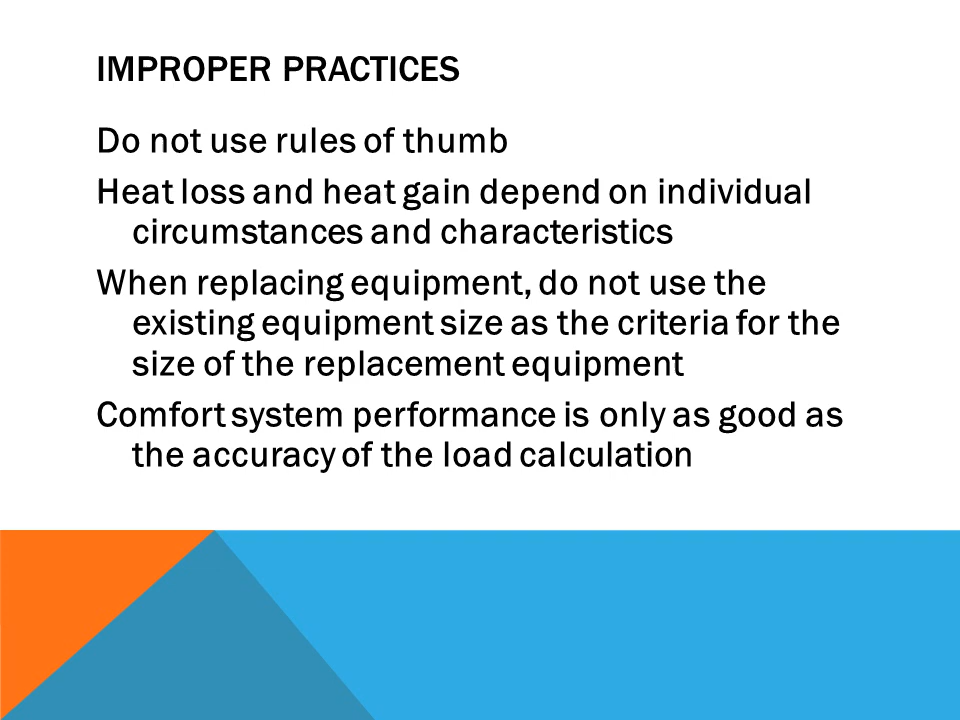 IMPROPER PRACTICES
Do not use rules of thumb
Heat loss and heat gain depend on individual
circumstances and characteristics
When replacing equipment, do not use the
existing equipment size as the criteria for the
size of the replacement equipment
Comfort system performance is only as good as
the accuracy of the load calculation